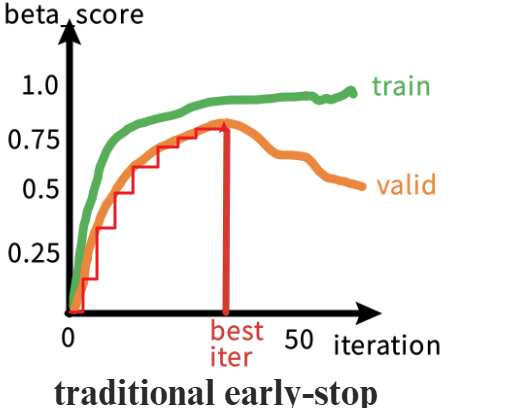 beta_score
1.0
train
0.75
0.5
valid
0.25
0
best
iter
50
iteration
traditional early-stop